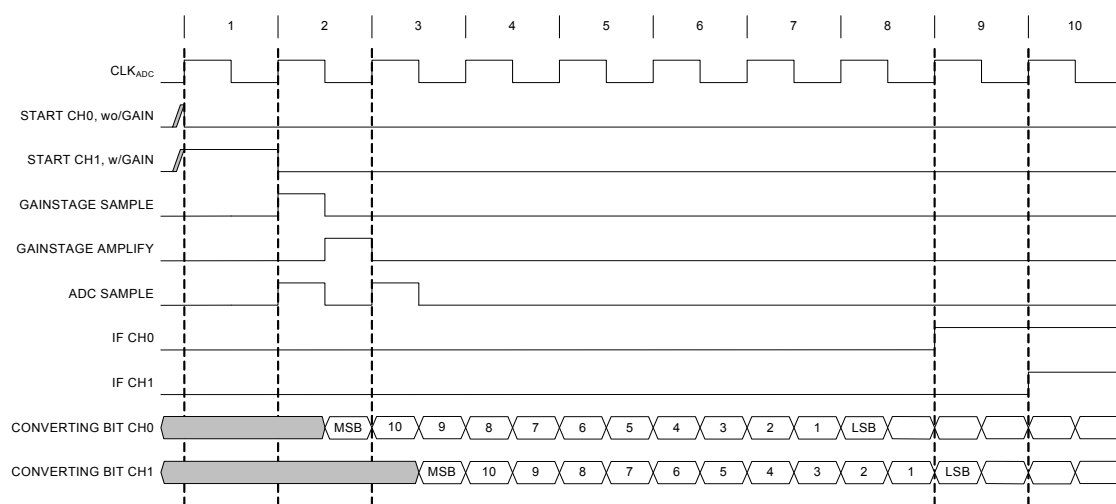 1 2 3 4 5 6 7 8 9 10
CLKADC
START CH0, wo/GAIN
START CH1, w/GAIN
GAINSTAGE SAMPLE
GAINSTAGE AMPLIFY
ADC SAMPLE
IF CH0
IF CH1
CONVERTING BIT CH0 MSB 10 9 8 7 6 5 4 3 2 1 LSB
CONVERTING BIT CH1 MSB 10 9 8 7 6 5 4 3 2 1 LSB